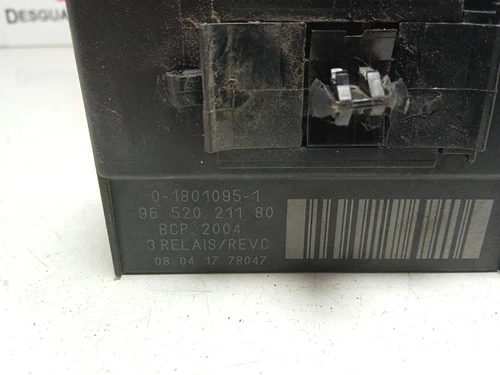 DESGUA
0-1801095-1
96 520 211 80
BCP 2004
3 RELAIS/REVC
08 04 17 78047